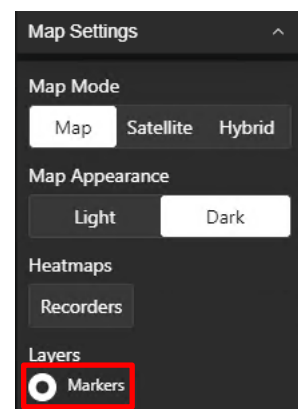 Map Settings
Map Mode
Map Satellite Hybrid
Map Appearance
Light Dark
Heatmaps
Recorders
Layers
Markers